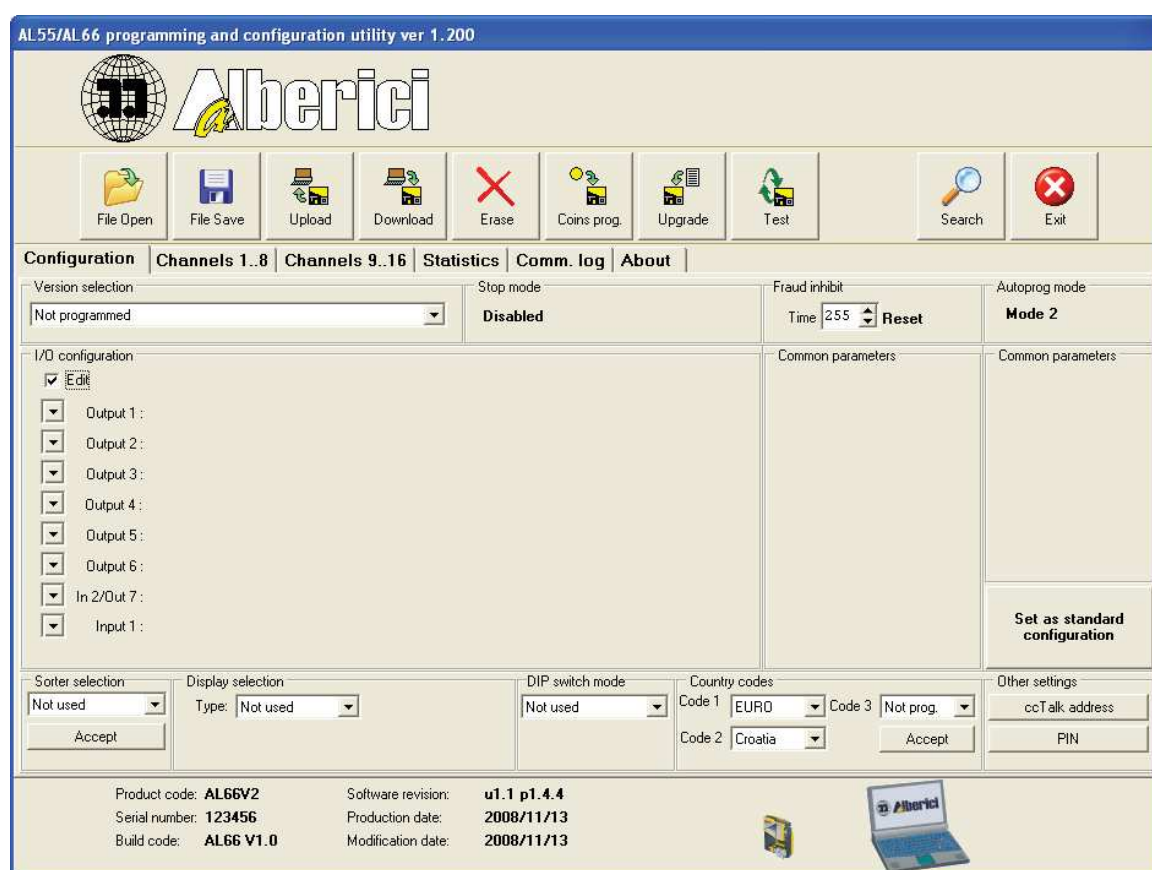 AL55/AL66 programming and configuration utility ver 1.200
Alberici
File Open File Save Upload Download Erase Coins prog. Upgrade Test Search Exit
Configuration Channels 1..8 Channels 9..16 Statistics Comm. log About
Version selection Stop mode Fraud inhibit Autoprog mode
Not programmed Disabled Time 255 Reset Mode 2
I/O configuration Common parameters Common parameters
Edit
Output 1 :
Output 2 :
Output 3 :
Output 4 :
Output 5 :
Output 6 :
In 2/Out 7 :
Input 1 :
Set as standard
configuration
Sorter selection Display selection DIP switch mode Country codes Other settings
Not used Type: Not used Not used Code 1 EURO Code 3 Not prog. ccTalk address
Accept Code 2 Croatia Accept PIN
Product code: AL66V2 Software revision: u1.1 p1.4.4
Serial number: 123456 Production date: 2008/11/13
Build code: AL66 V1.0 Modification date: 2008/11/13
Alberici